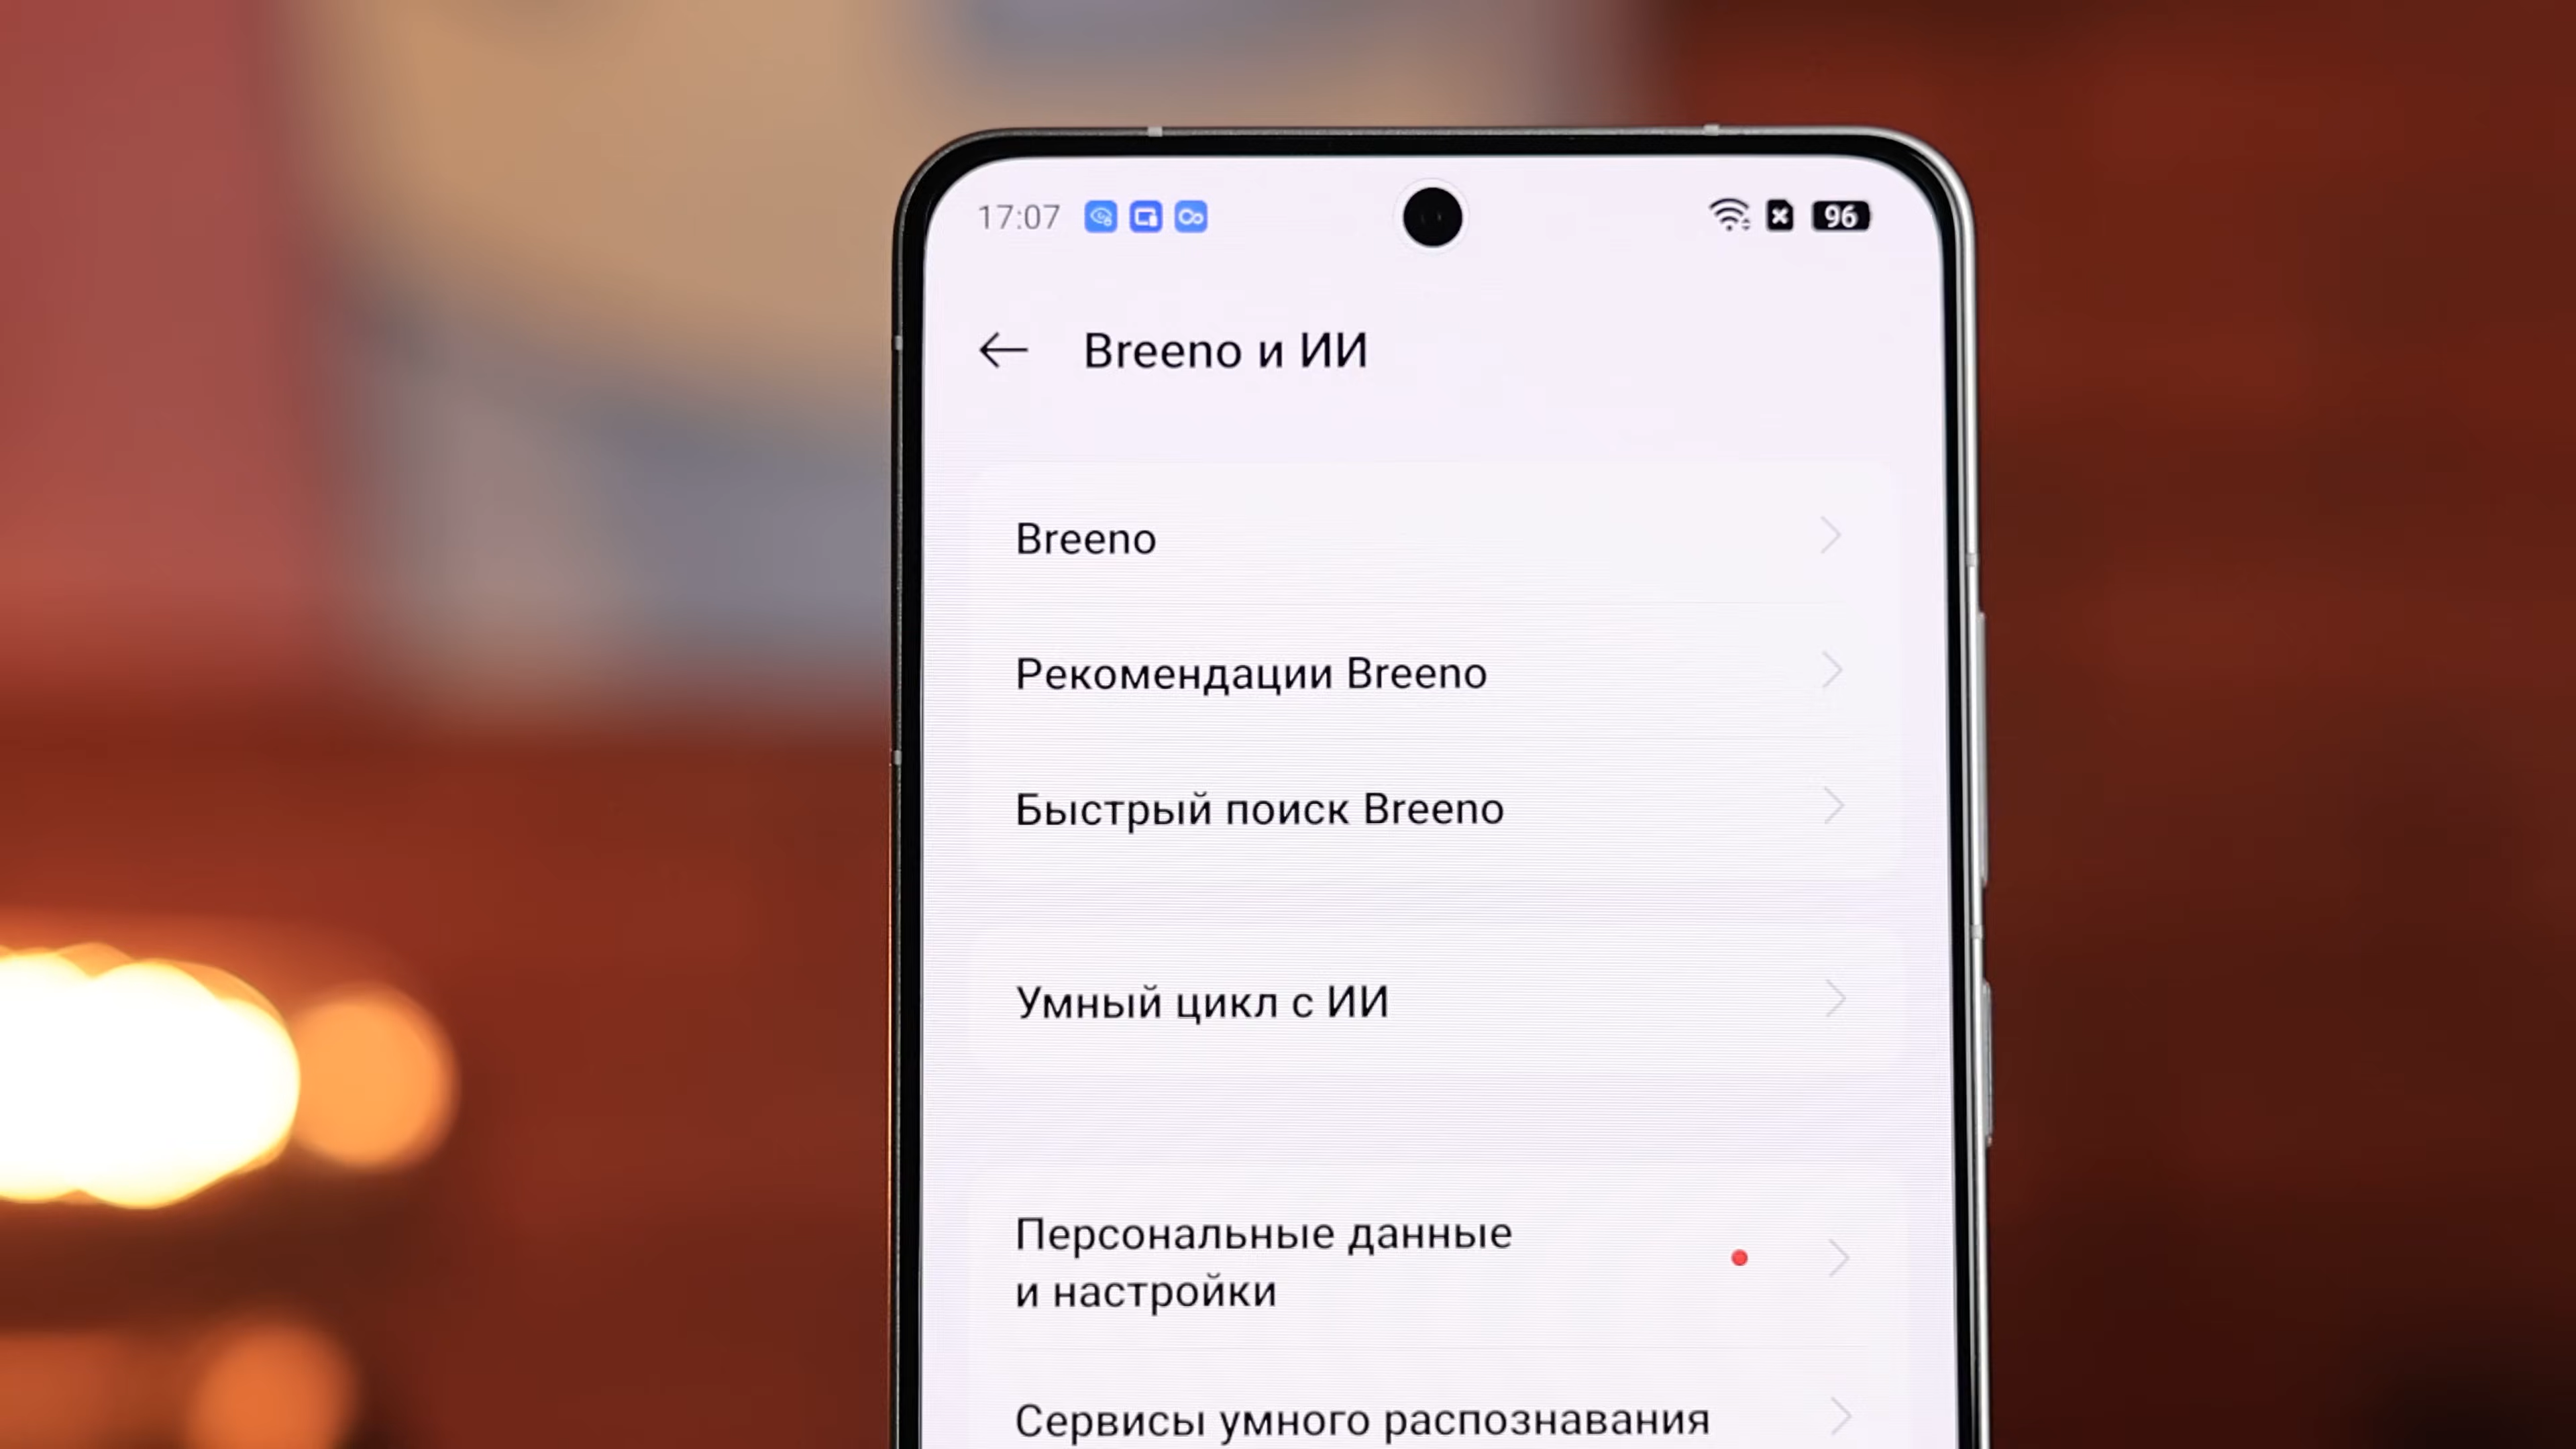 17:07
96
Breeno и ИИ
Breeno
Рекомендации Breeno
Быстрый поиск Breeno
Умный цикл с ИИ
Персональные данные
и настройки
Сервисы умного распознавания